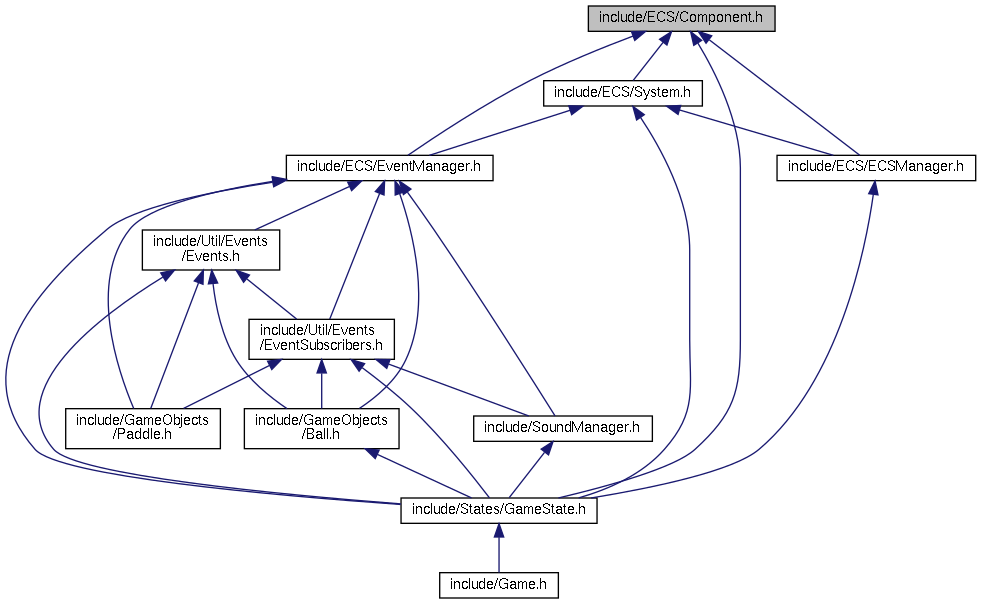 include/ECS/Component.h
include/ECS/System.h
include/ECS/EventManager.h
include/ECS/ECSManager.h
include/Util/Events
/Events.h
include/Util/Events
/EventSubscribers.h
include/GameObjects
/Paddle.h
include/GameObjects
/Ball.h
include/SoundManager.h
include/States/GameState.h
include/Game.h